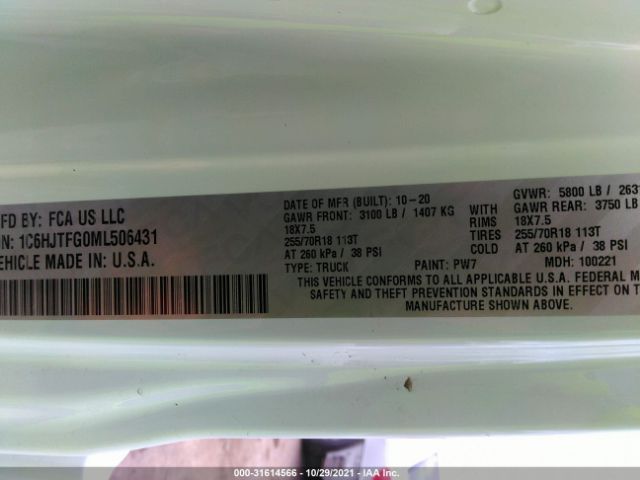 MFD BY: FCA US LLC
1C6HJTFG0ML506431
VEHICLE MADE IN: U.S.A.
DATE OF MFR (BUILT): 10-20
GAWR FRONT: 3100 LB / 1407 KG
18X7.5
255/70R18 113T
AT 260 kPa / 38 PSI
TYPE: TRUCK PAINT: PW7 MDH: 100221
WITH
RIMS
TIRES
COLD
GVWR: 5800 LB / 2631
GAWR REAR: 3750 LB
18X7.5
255/70R18 113T
AT 260 kPa / 38 PSI
THIS VEHICLE CONFORMS TO ALL APPLICABLE U.S.A. FEDERAL M
SAFETY AND THEFT PREVENTION STANDARDS IN EFFECT ON T
MANUFACTURE SHOWN ABOVE.
000-31614566 - 10/29/2021 - IAA Inc.